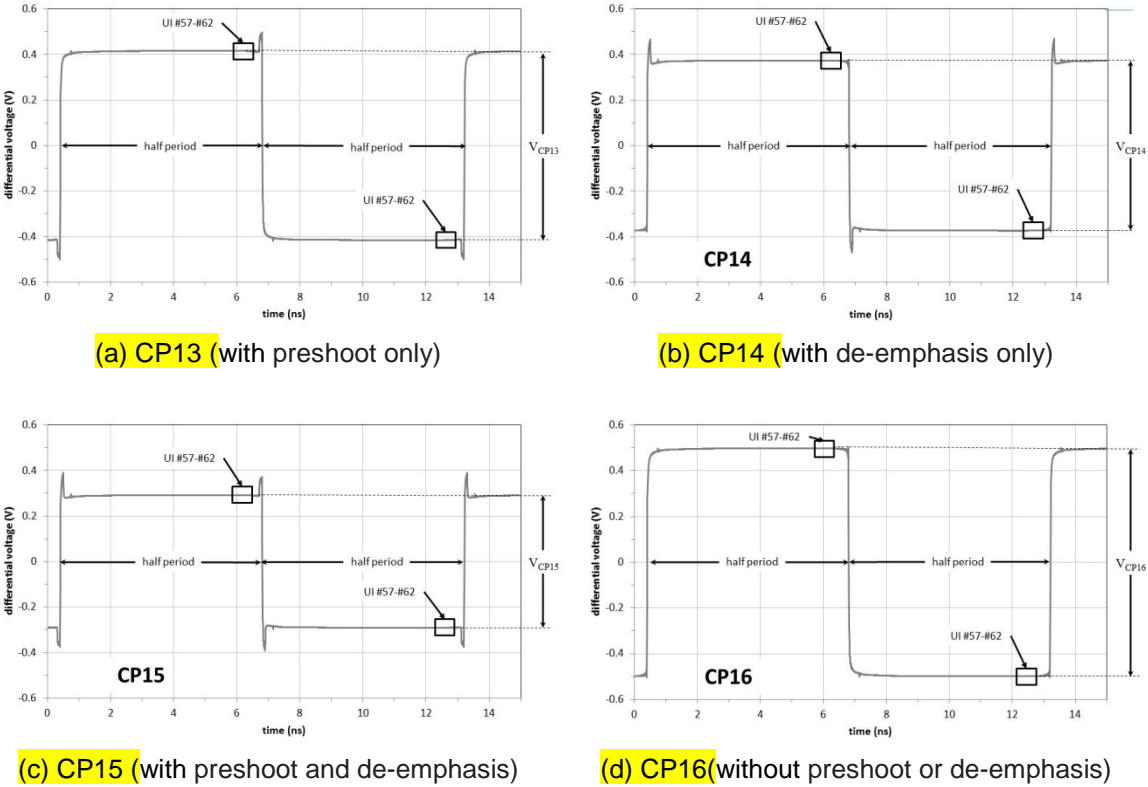 0.6
0.4
0.2
0
-0.2
-0.4
-0.6
differential voltage (V)
UI #57-#62
half period
half period
UI #57-#62
V_CP13
0 2 4 6 8 10 12 14
time (ns)
(a) CP13 (with preshoot only)
0.6
0.4
0.2
0
-0.2
-0.4
-0.6
differential voltage (V)
UI #57-#62
half period
half period
UI #57-#62
V_CP14
CP14
0 2 4 6 8 10 12 14
time (ns)
(b) CP14 (with de-emphasis only)
0.6
0.4
0.2
0
-0.2
-0.4
-0.6
differential voltage (V)
UI #57-#62
half period
half period
UI #57-#62
V_CP15
CP15
0 2 4 6 8 10 12 14
time (ns)
(c) CP15 (with preshoot and de-emphasis)
0.6
0.4
0.2
0
-0.2
-0.4
-0.6
differential voltage (V)
UI #57-#62
half period
half period
UI #57-#62
V_CP16
CP16
0 2 4 6 8 10 12 14
time (ns)
(d) CP16(without preshoot or de-emphasis)